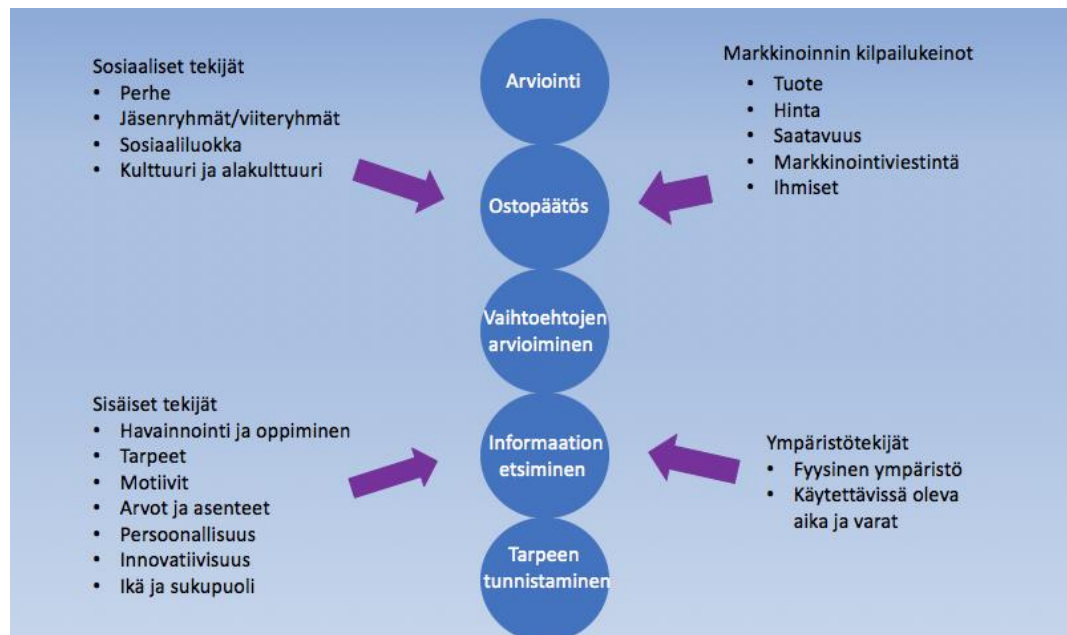 Sosiaaliset tekijät
• Perhe
• Jäsenryhmät/viiteryhmät
• Sosiaaliluokka
• Kulttuuri ja alakulttuuri
Arviointi
Ostopäätös
Vaihtoehtojen
arvioiminen
Informaation
etsiminen
Tarpeen
tunnistaminen
Markkinoinnin kilpailukeinot
• Tuote
• Hinta
• Saatavuus
• Markkinointiviestintä
• Ihmiset
Sisäiset tekijät
• Havainnointi ja oppiminen
• Tarpeet
• Motiivit
• Arvot ja asenteet
• Persoonallisuus
• Innovatiivisuus
• Ikä ja sukupuoli
Ympäristötekijät
• Fyysinen ympäristö
• Käytettävissä oleva
aika ja varat